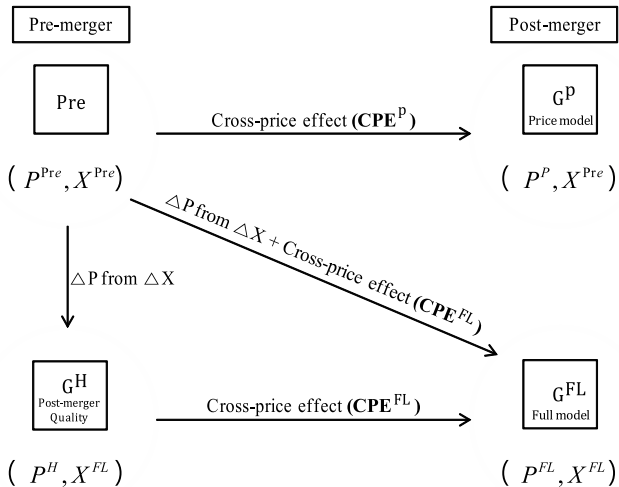 Pre-merger
Post-merger
Pre
G^P
Price model
Cross-price effect (CPE^P)
(P^Pre, X^Pre)
(P^P, X^Pre)
△P from △X + Cross-price effect (CPE^FL)
△P from △X
G^H
Post-merger
Quality
G^FL
Full model
Cross-price effect (CPE^FL)
(P^H, X^FL)
(P^FL, X^FL)